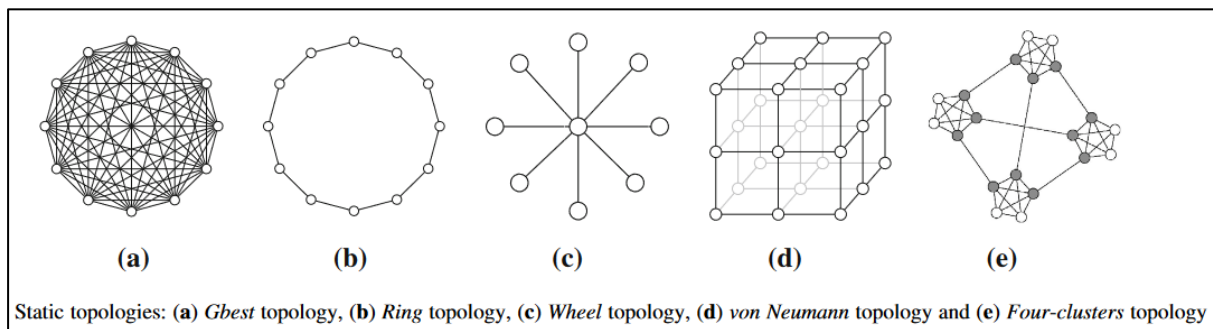 (a) (b) (c) (d) (e)
Static topologies: (a) Gbest topology, (b) Ring topology, (c) Wheel topology, (d) von Neumann topology and (e) Four-clusters topology